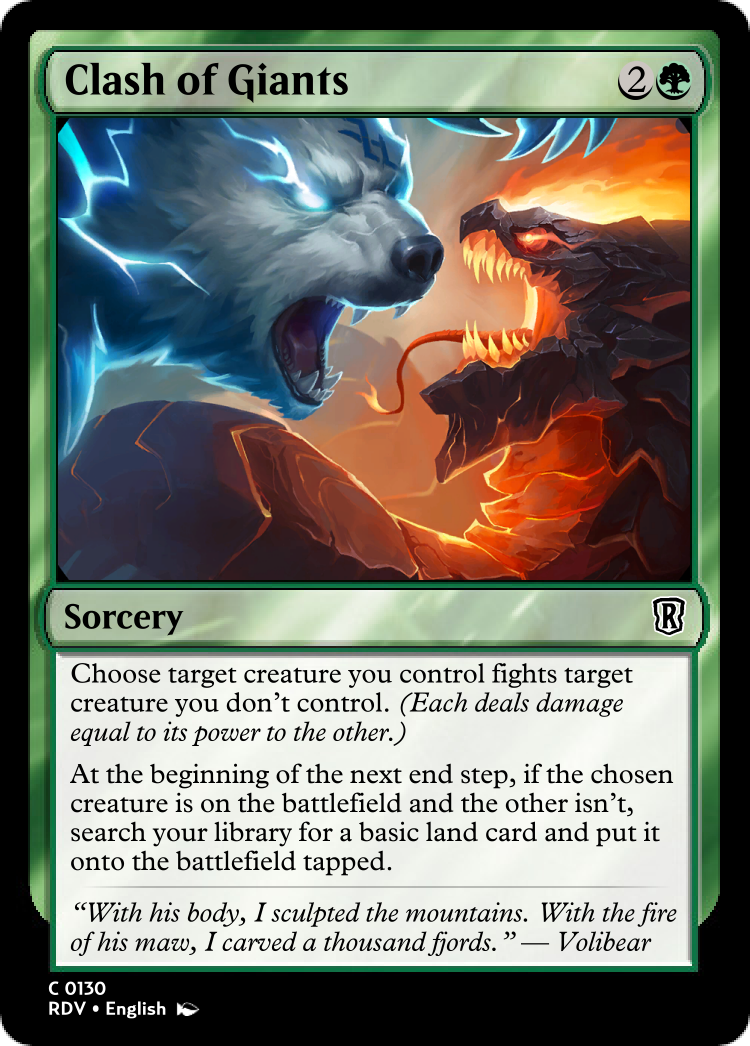 Clash of Giants
2
Sorcery
R
Choose target creature you control fights target
creature you don't control. (Each deals damage
equal to its power to the other.)
At the beginning of the next end step, if the chosen
creature is on the battlefield and the other isn't,
search your library for a basic land card and put it
onto the battlefield tapped.
“With his body, I sculpted the mountains. With the fire
of his maw, I carved a thousand fjords.” — Volibear
C 0130
RDV • English